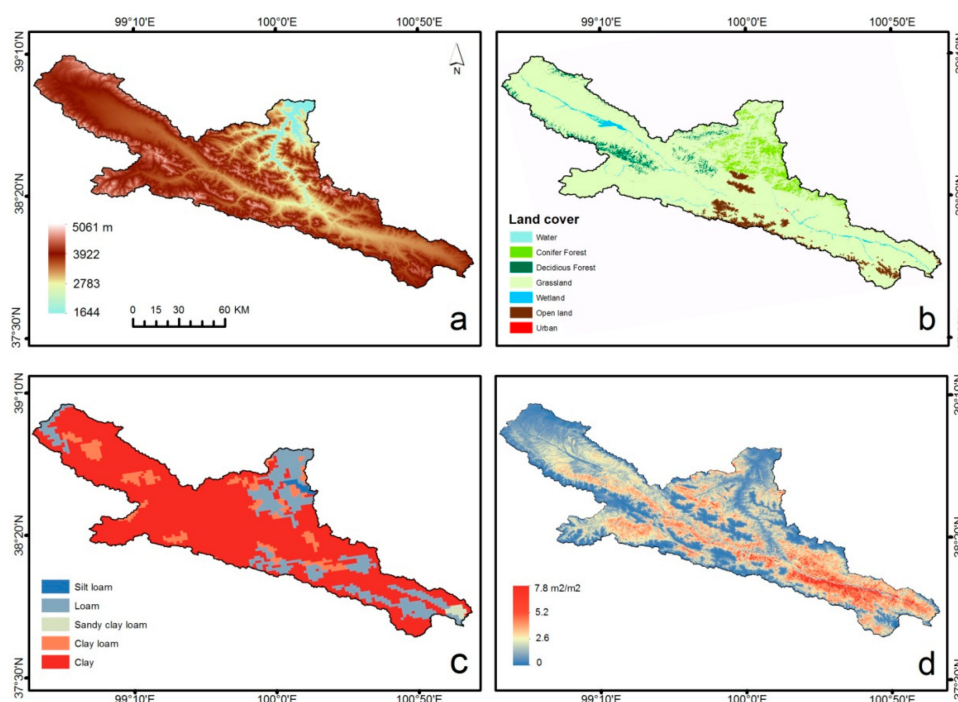 99°10'E 100°0'E 100°50'E 99°10'E 100°0'E 100°50'E
39°10'N
38°20'N
37°30'N
N
5061 m
3922
2783
1644
0 15 30 60 KM
a
Land cover
Water
Conifer Forest
Decidious Forest
Grassland
Wetland
Open land
Urban
b
39°10'N
38°20'N
37°30'N
Silt loam
Loam
Sandy clay loam
Clay loam
Clay
c
7.8 m2/m2
5.2
2.6
0
d
38°20'N
99°10'E 100°0'E 100°50'E 99°10'E 100°0'E 100°50'E